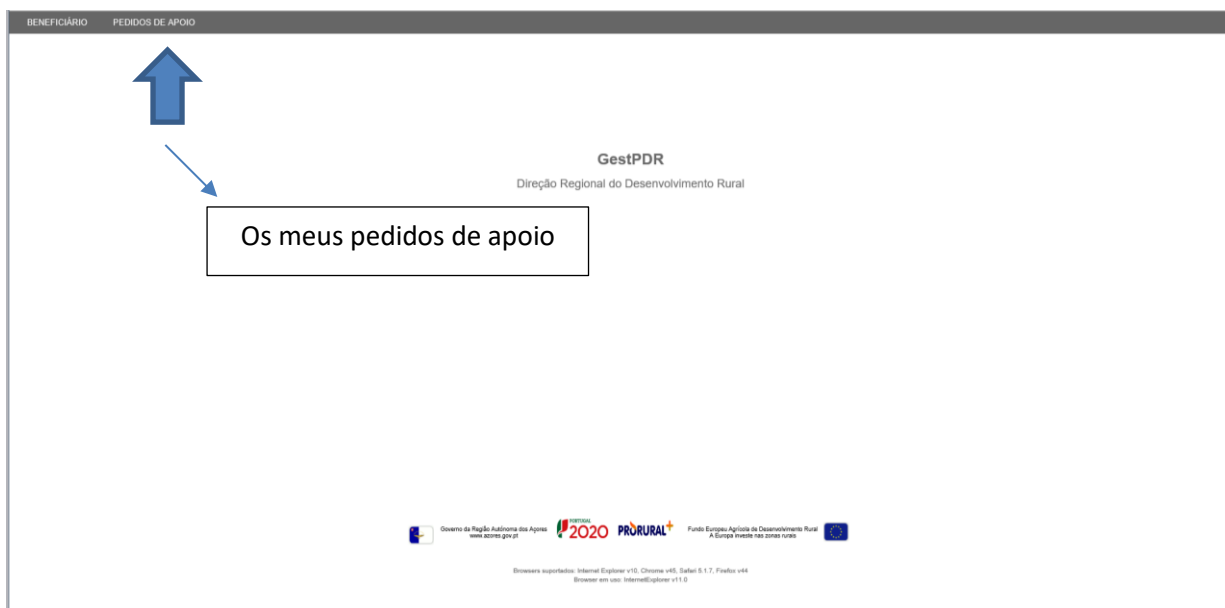 BENEFICIÁRIO PEDIDOS DE APOIO
GestPDR
Direção Regional do Desenvolvimento Rural
Os meus pedidos de apoio
Governo da Região Autónoma dos Açores
www.azores.gov.pt
PORTUGAL
2020
PRORURAL+
Fundo Europeu Agrícola de Desenvolvimento Rural
A Europa investe nas zonas rurais
Browsers suportados: Internet Explorer v10, Chrome v45, Safari 5.1.7, Firefox v44
Browser em uso: InternetExplorer v11.0